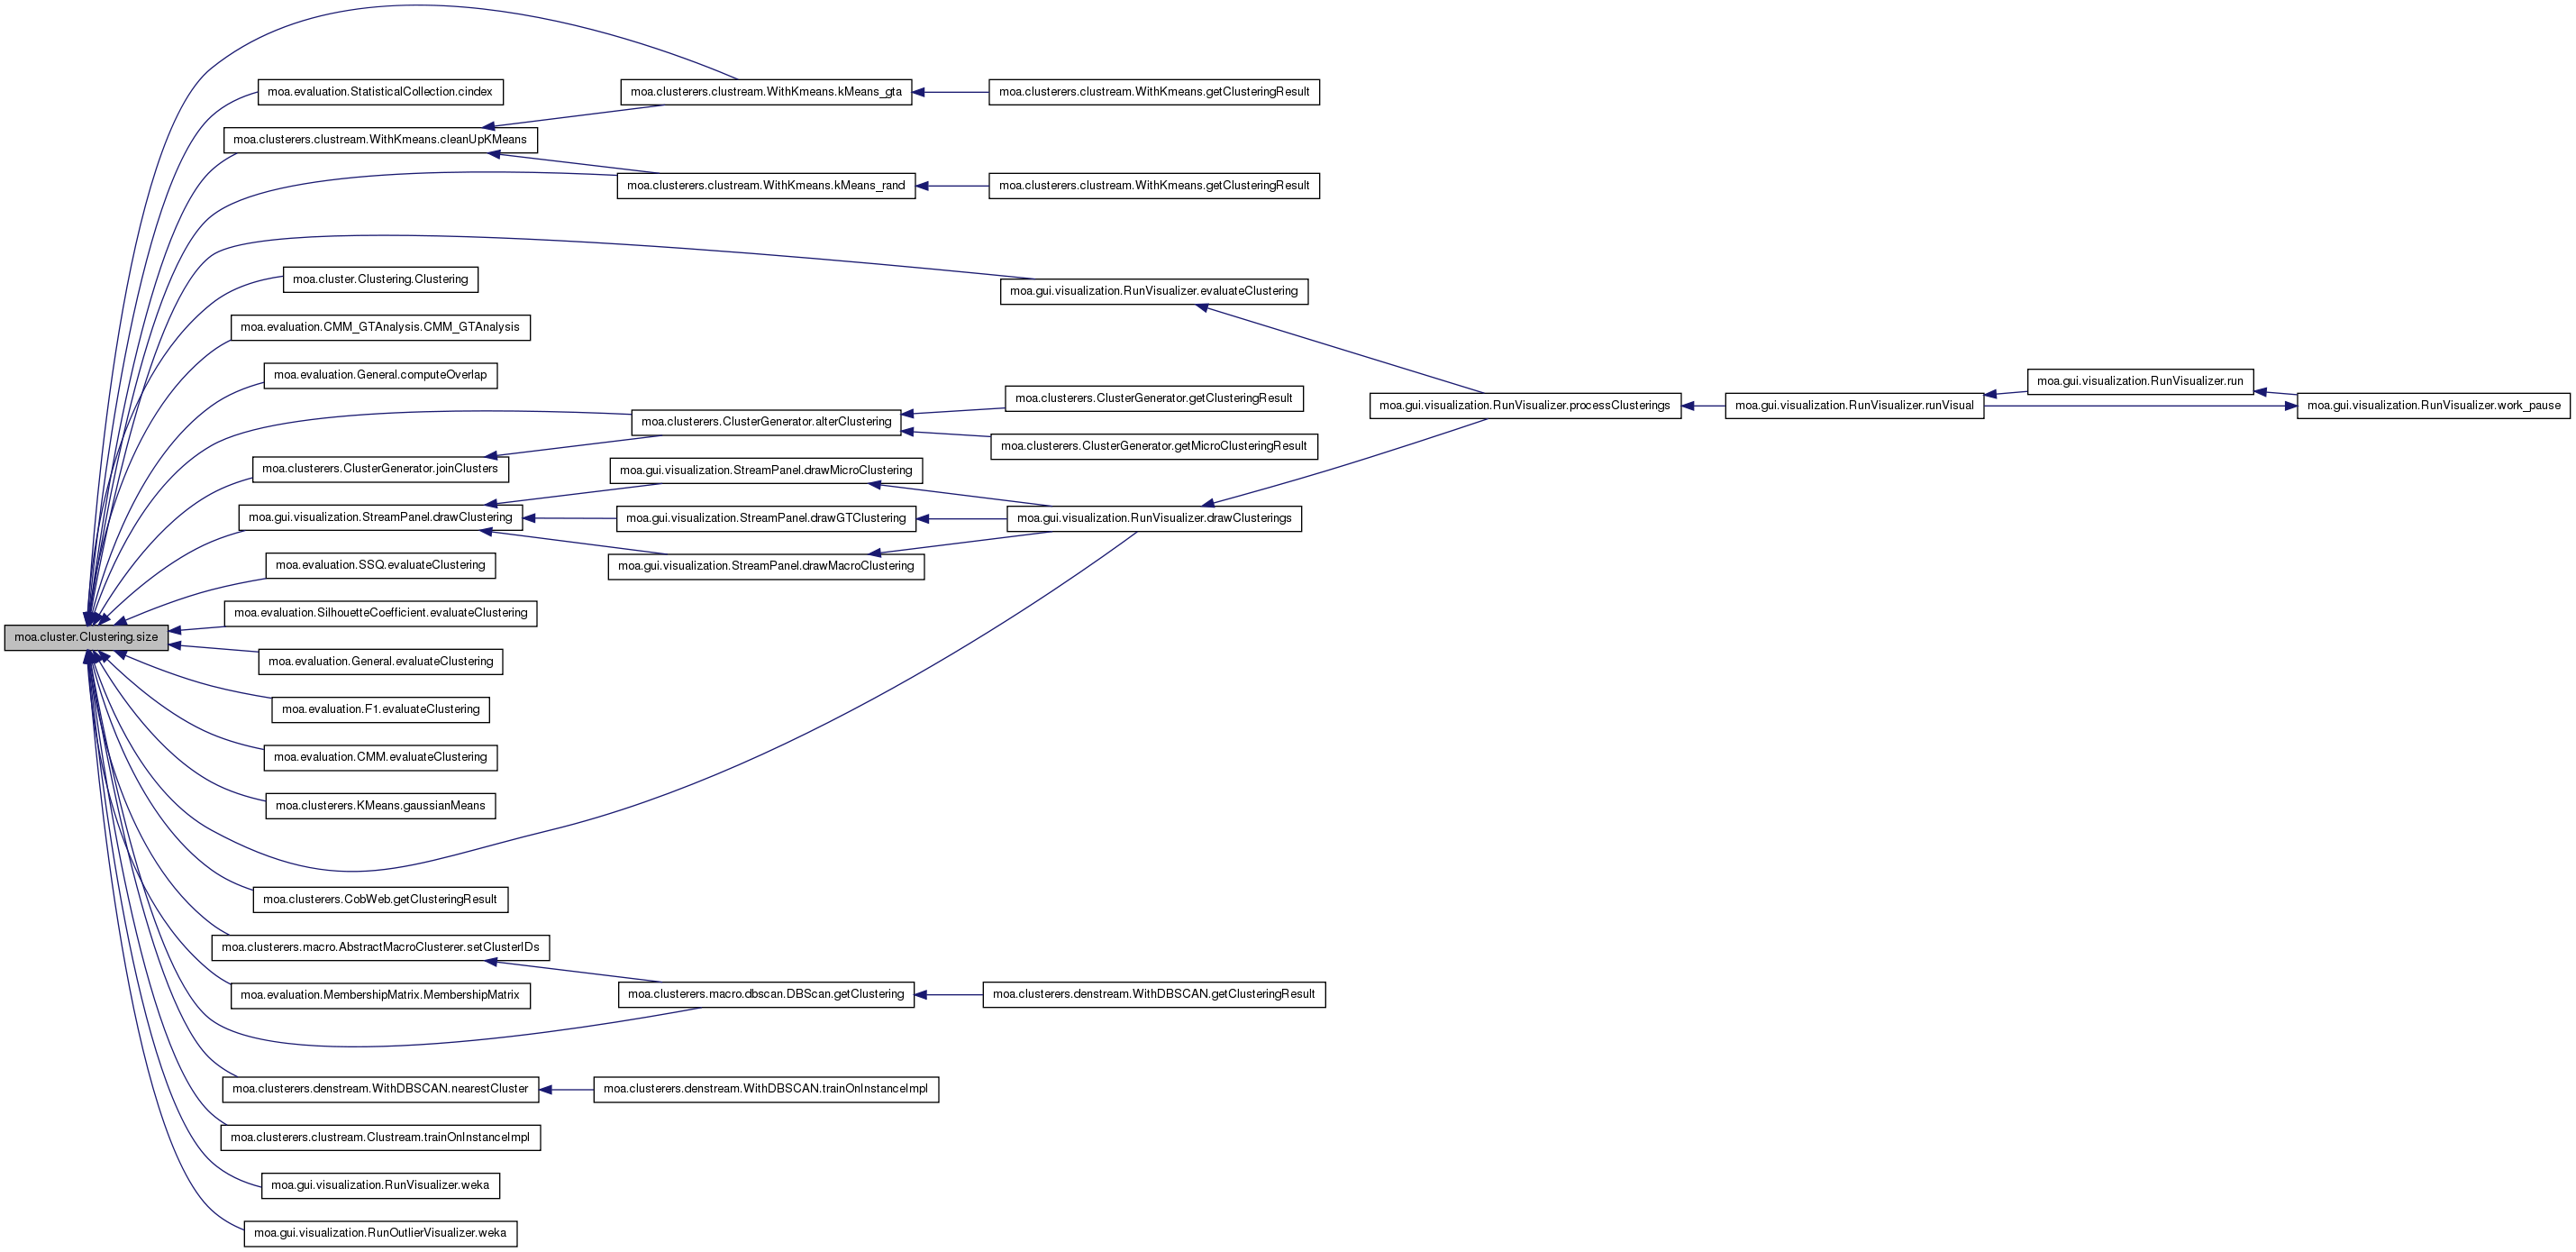 moa.evaluation.StatisticalCollection.cindex
moa.clusterers.clustream.WithKmeans.kMeans_gta
moa.clusterers.clustream.WithKmeans.getClusteringResult
moa.clusterers.clustream.WithKmeans.cleanUpKMeans
moa.clusterers.clustream.WithKmeans.kMeans_rand
moa.clusterers.clustream.WithKmeans.getClusteringResult
moa.cluster.Clustering.Clustering
moa.gui.visualization.RunVisualizer.evaluateClustering
moa.evaluation.CMM_GTAnalysis.CMM_GTAnalysis
moa.evaluation.General.computeOverlap
moa.gui.visualization.RunVisualizer.run
moa.clusterers.ClusterGenerator.getClusteringResult
moa.gui.visualization.RunVisualizer.processClusterings
moa.gui.visualization.RunVisualizer.runVisual
moa.gui.visualization.RunVisualizer.work_pause
moa.clusterers.ClusterGenerator.alterClustering
moa.clusterers.ClusterGenerator.getMicroClusteringResult
moa.clusterers.ClusterGenerator.joinClusters
moa.gui.visualization.StreamPanel.drawMicroClustering
moa.gui.visualization.StreamPanel.drawClustering
moa.gui.visualization.StreamPanel.drawGTClustering
moa.gui.visualization.RunVisualizer.drawClusterings
moa.evaluation.SSQ.evaluateClustering
moa.gui.visualization.StreamPanel.drawMacroClustering
moa.evaluation.SilhouetteCoefficient.evaluateClustering
moa.cluster.Clustering.size
moa.evaluation.General.evaluateClustering
moa.evaluation.F1.evaluateClustering
moa.evaluation.CMM.evaluateClustering
moa.clusterers.KMeans.gaussianMeans
moa.clusterers.CobWeb.getClusteringResult
moa.clusterers.macro.AbstractMacroClusterer.setClusterIDs
moa.evaluation.MembershipMatrix.MembershipMatrix
moa.clusterers.macro.dbscan.DBScan.getClustering
moa.clusterers.denstream.WithDBSCAN.getClusteringResult
moa.clusterers.denstream.WithDBSCAN.nearestCluster
moa.clusterers.denstream.WithDBSCAN.trainOnInstanceImpl
moa.clusterers.clustream.Clustream.trainOnInstanceImpl
moa.gui.visualization.RunVisualizer.weka
moa.gui.visualization.RunOutlierVisualizer.weka